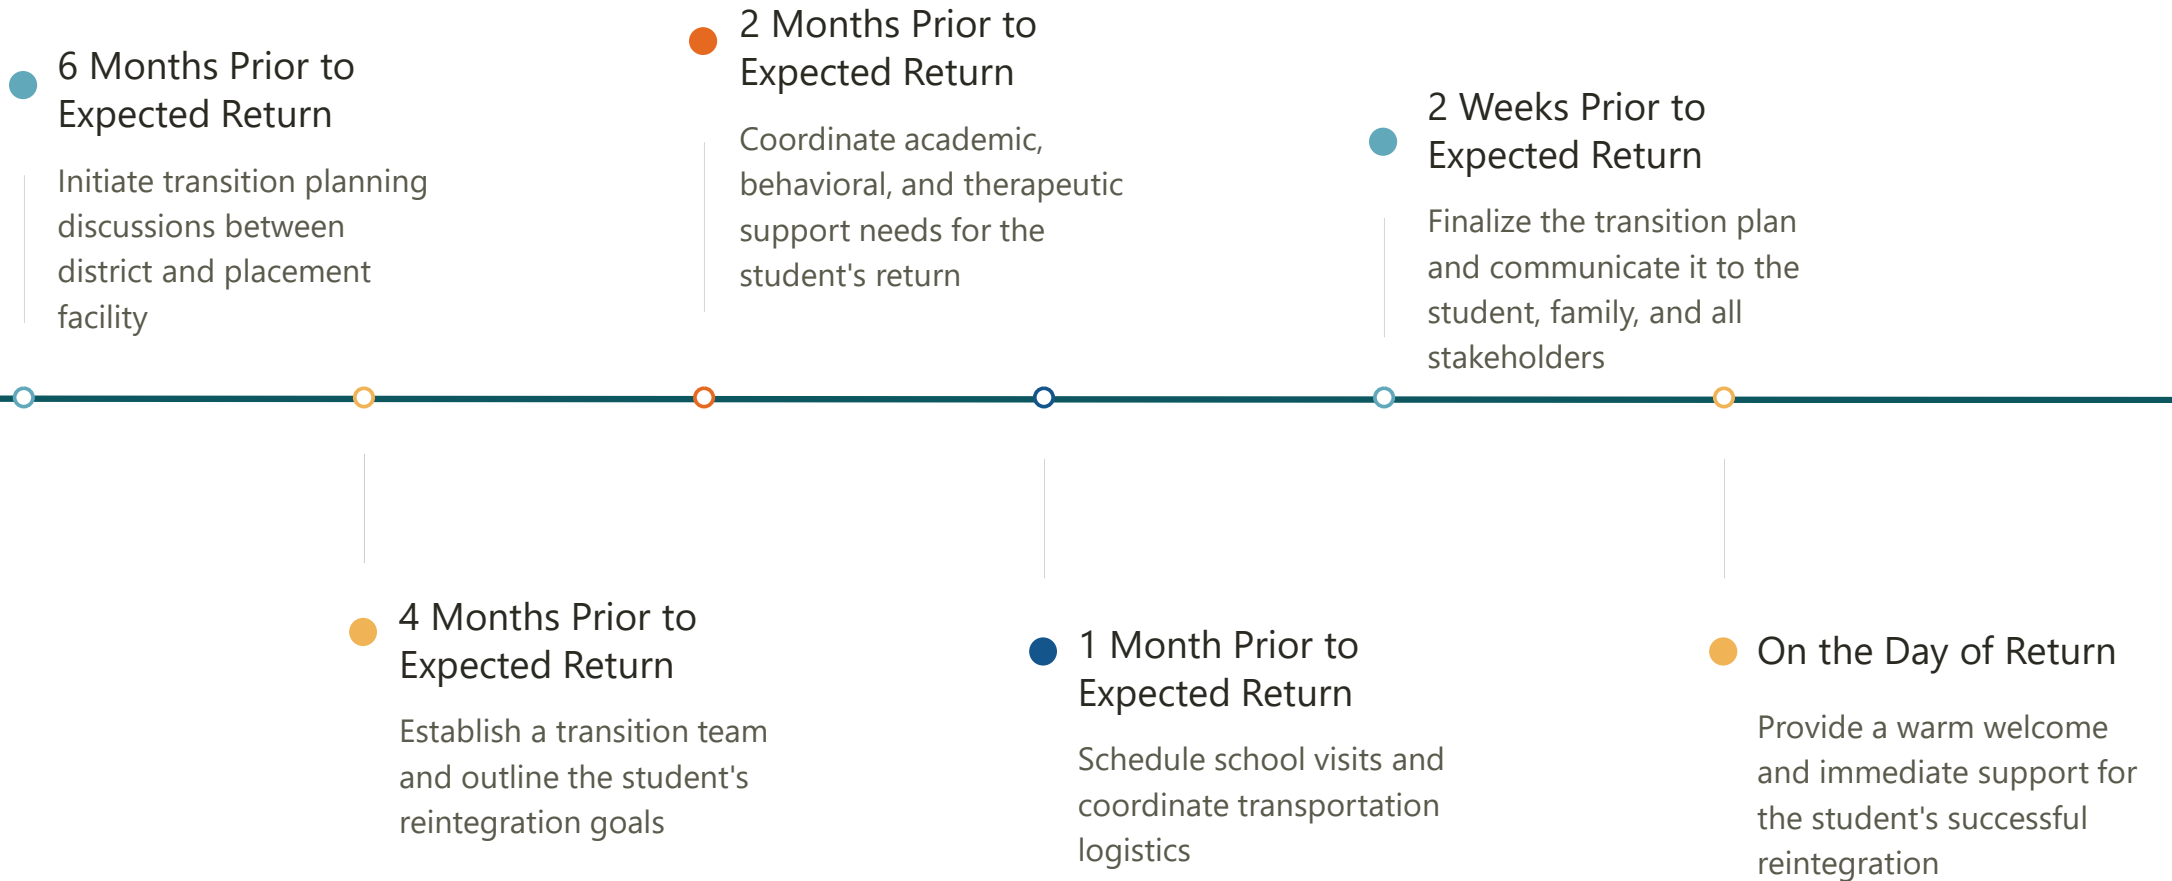 6 Months Prior to
Expected Return
Initiate transition planning
discussions between
district and placement
facility
4 Months Prior to
Expected Return
Establish a transition team
and outline the student's
reintegration goals
2 Months Prior to
Expected Return
Coordinate academic,
behavioral, and therapeutic
support needs for the
student's return
1 Month Prior to
Expected Return
Schedule school visits and
coordinate transportation
logistics
2 Weeks Prior to
Expected Return
Finalize the transition plan
and communicate it to the
student, family, and all
stakeholders
On the Day of Return
Provide a warm welcome
and immediate support for
the student's successful
reintegration